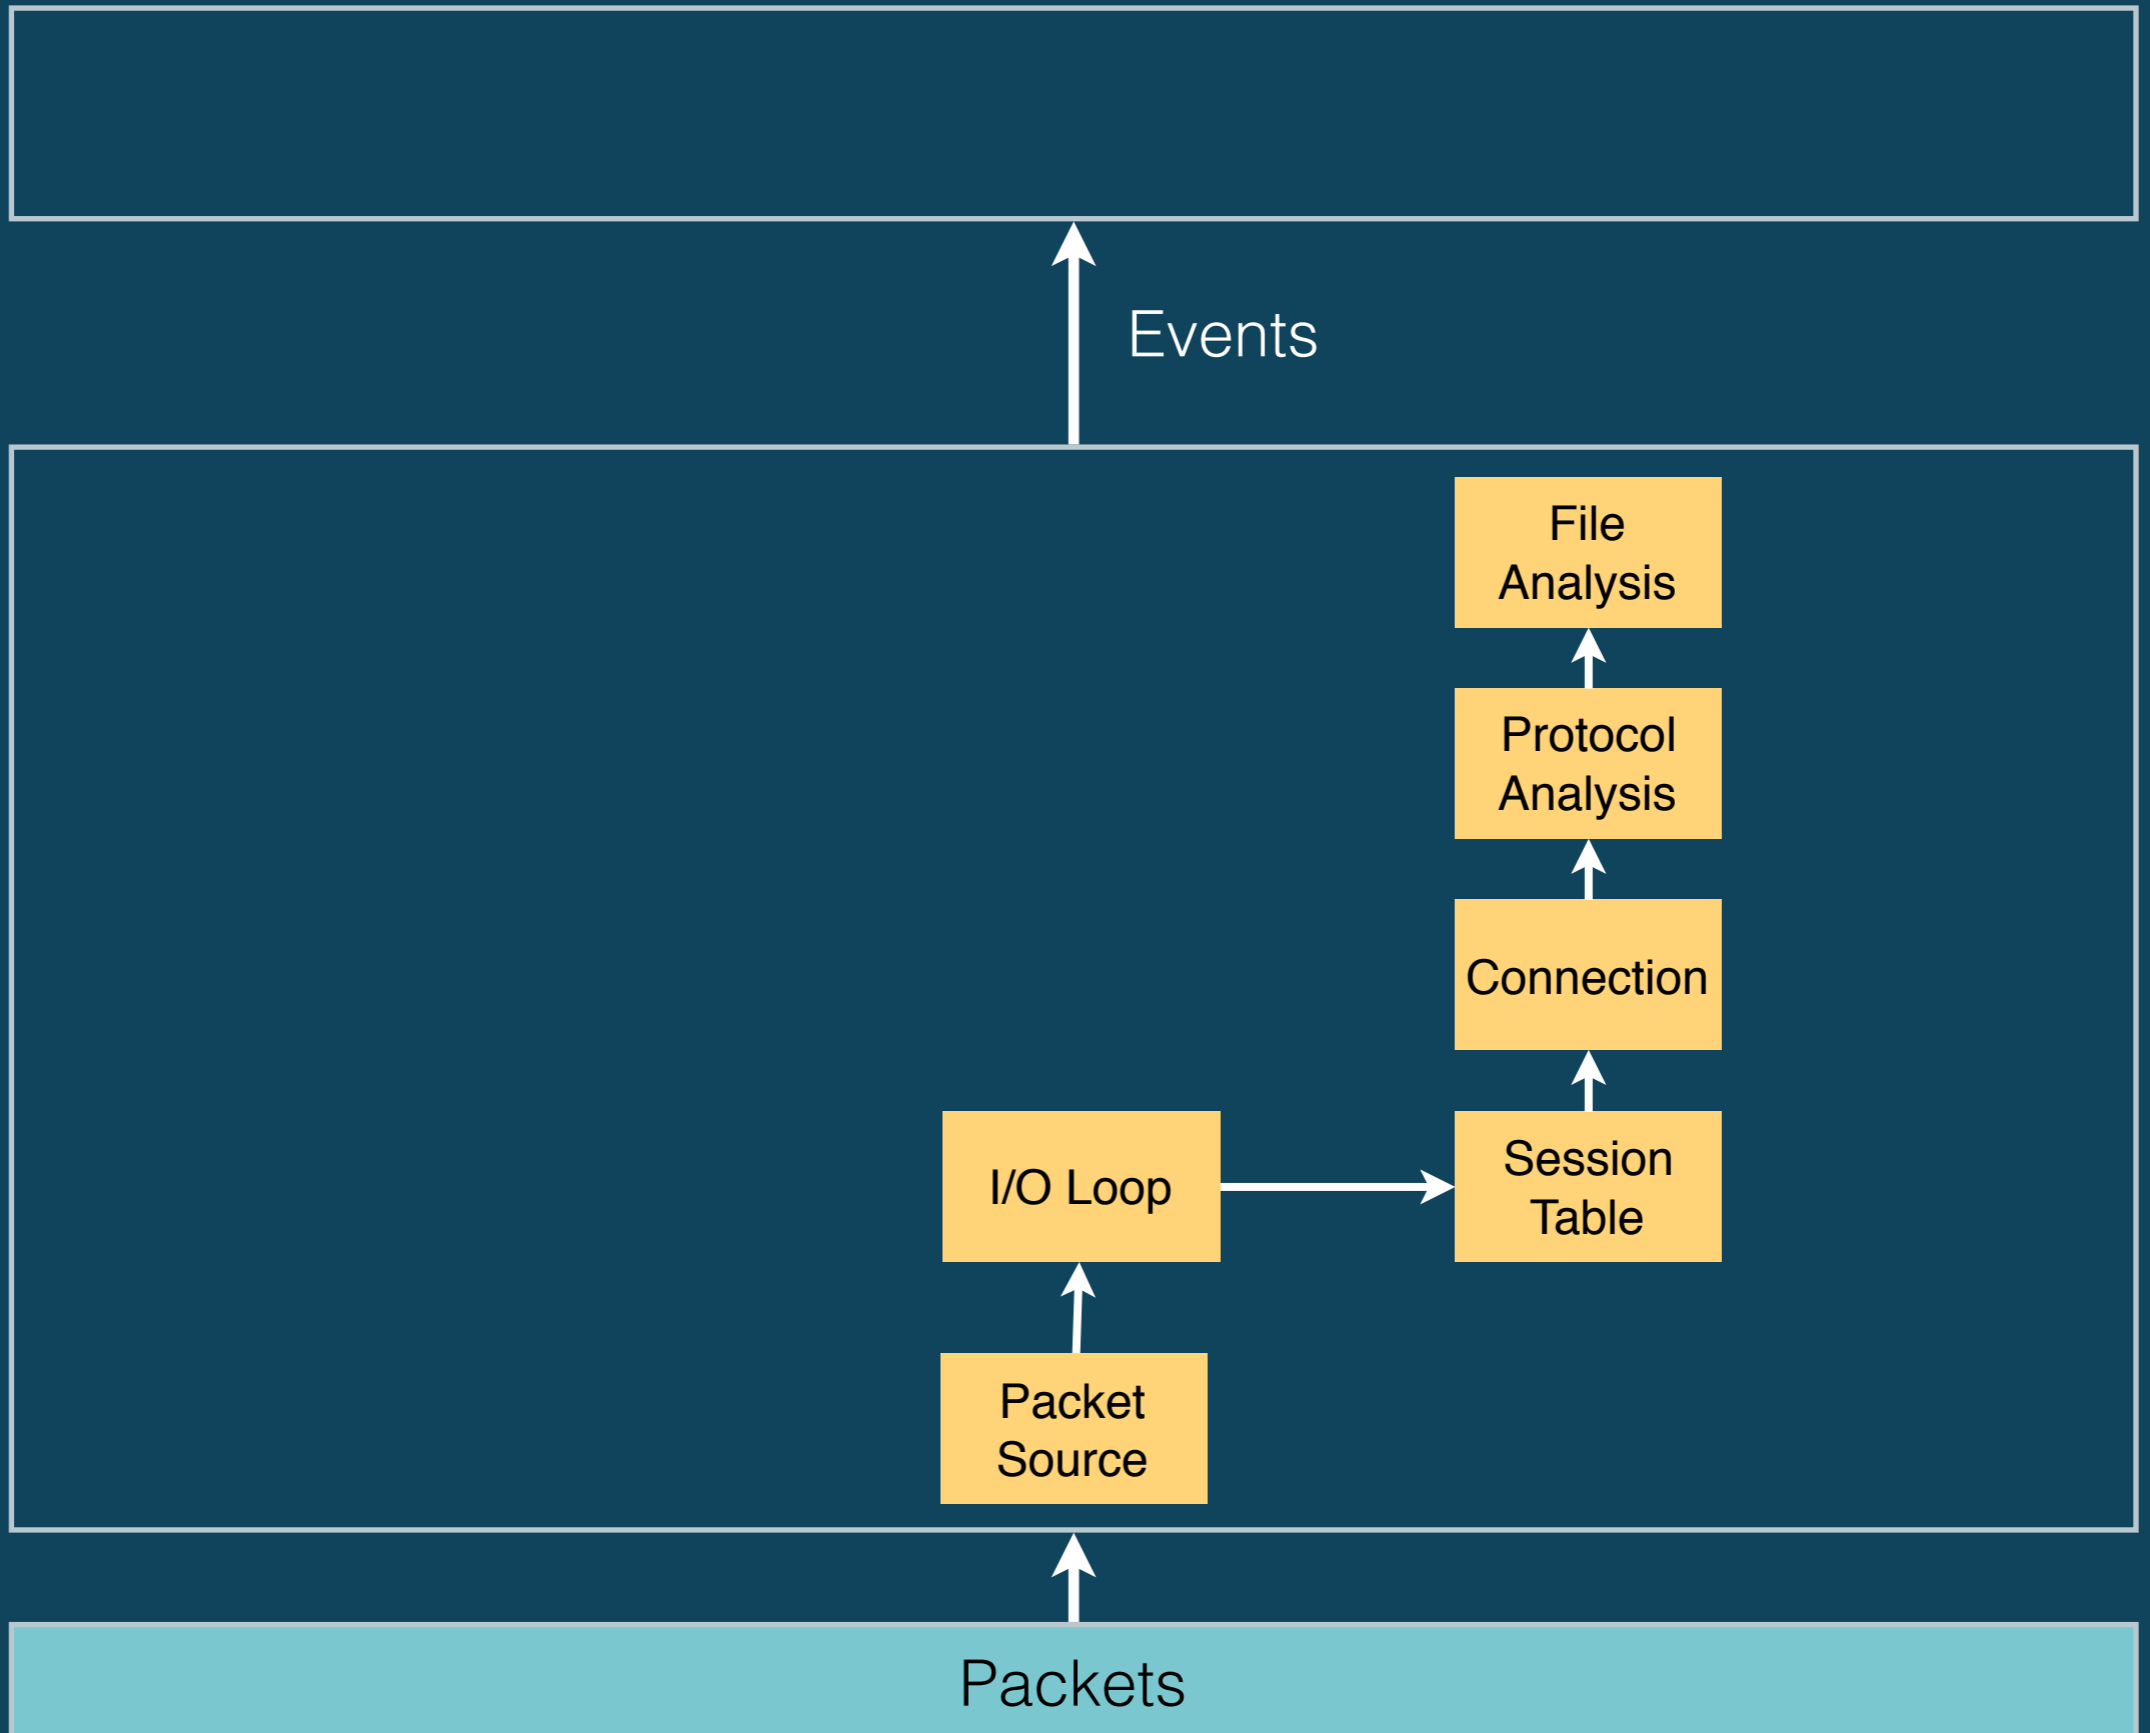 Events
File
Analysis
Protocol
Analysis
Connection
I/O Loop
Session
Table
Packet
Source
Packets